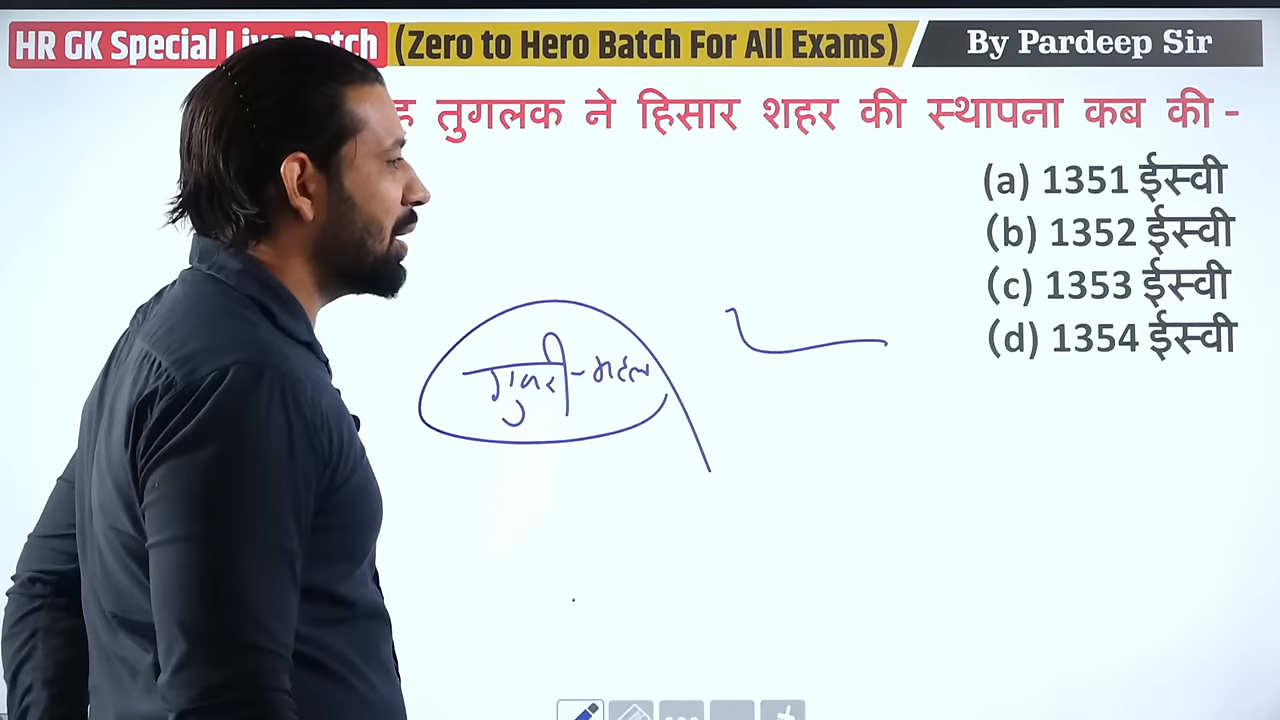 HR GK Special Live Batch (Zero to Hero Batch For All Exams) By Pardeep Sir
ह तुगलक ने हिसार शहर की स्थापना कब की -
(a) 1351 ईस्वी
(b) 1352 ईस्वी
(c) 1353 ईस्वी
(d) 1354 ईस्वी
गुजरी - महल